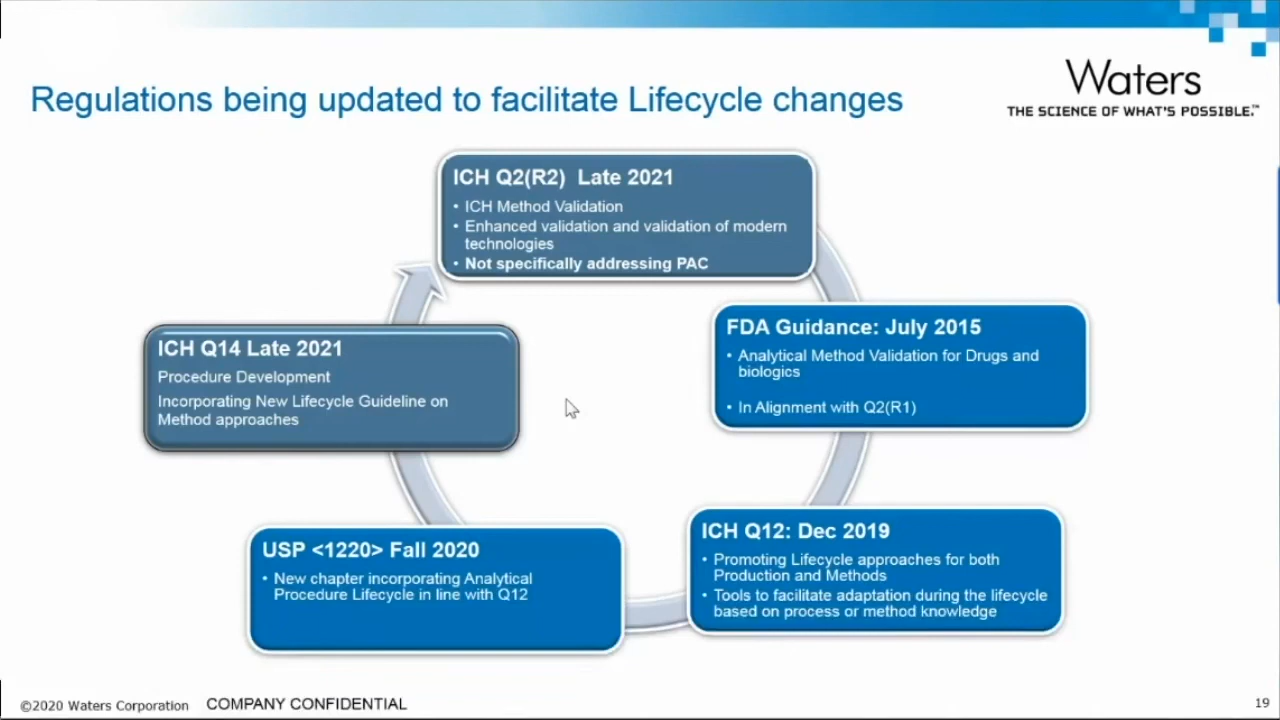 Waters
THE SCIENCE OF WHAT'S POSSIBLE.™
Regulations being updated to facilitate Lifecycle changes
ICH Q2(R2) Late 2021
• ICH Method Validation
• Enhanced validation and validation of modern
technologies
• Not specifically addressing PAC
FDA Guidance: July 2015
• Analytical Method Validation for Drugs and
biologics
• In Alignment with Q2(R1)
ICH Q12: Dec 2019
• Promoting Lifecycle approaches for both
Production and Methods
• Tools to facilitate adaptation during the lifecycle
based on process or method knowledge
USP <1220> Fall 2020
• New chapter incorporating Analytical
Procedure Lifecycle in line with Q12
ICH Q14 Late 2021
Procedure Development
Incorporating New Lifecycle Guideline on
Method approaches
©2020 Waters Corporation COMPANY CONFIDENTIAL
19